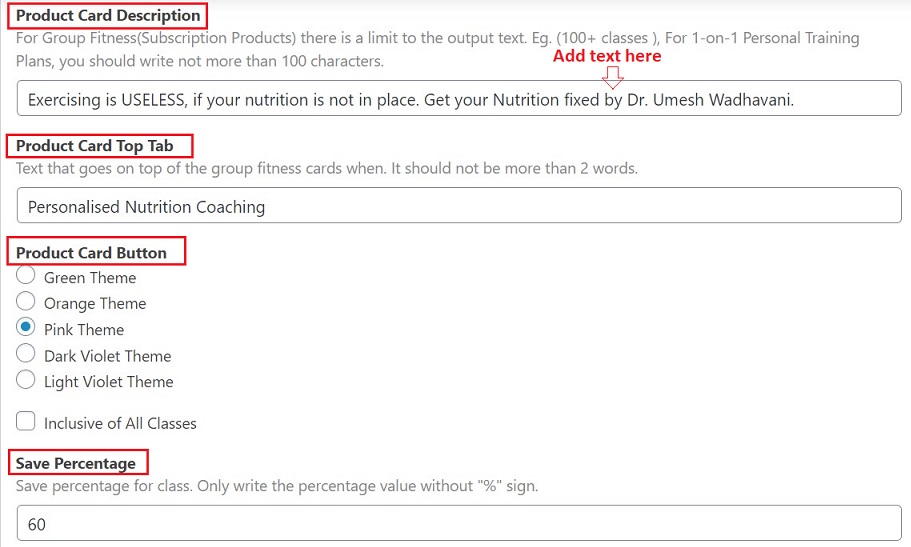 Product Card Description
For Group Fitness(Subscription Products) there is a limit to the output text. Eg. (100+ classes ), For 1-on-1 Personal Training
Plans, you should write not more than 100 characters.
Add text here
Exercising is USELESS, if your nutrition is not in place. Get your Nutrition fixed by Dr. Umesh Wadhavani.
Product Card Top Tab
Text that goes on top of the group fitness cards when. It should not be more than 2 words.
Personalised Nutrition Coaching
Product Card Button
Green Theme
Orange Theme
Pink Theme
Dark Violet Theme
Light Violet Theme
Inclusive of All Classes
Save Percentage
Save percentage for class. Only write the percentage value without "%" sign.
60